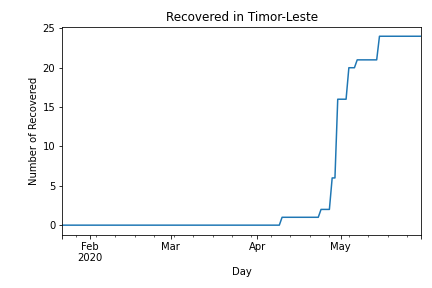 Recovered in Timor-Leste
Number of Recovered
25
20
15
10
5
0
Feb
2020
Mar
Apr
May
Day